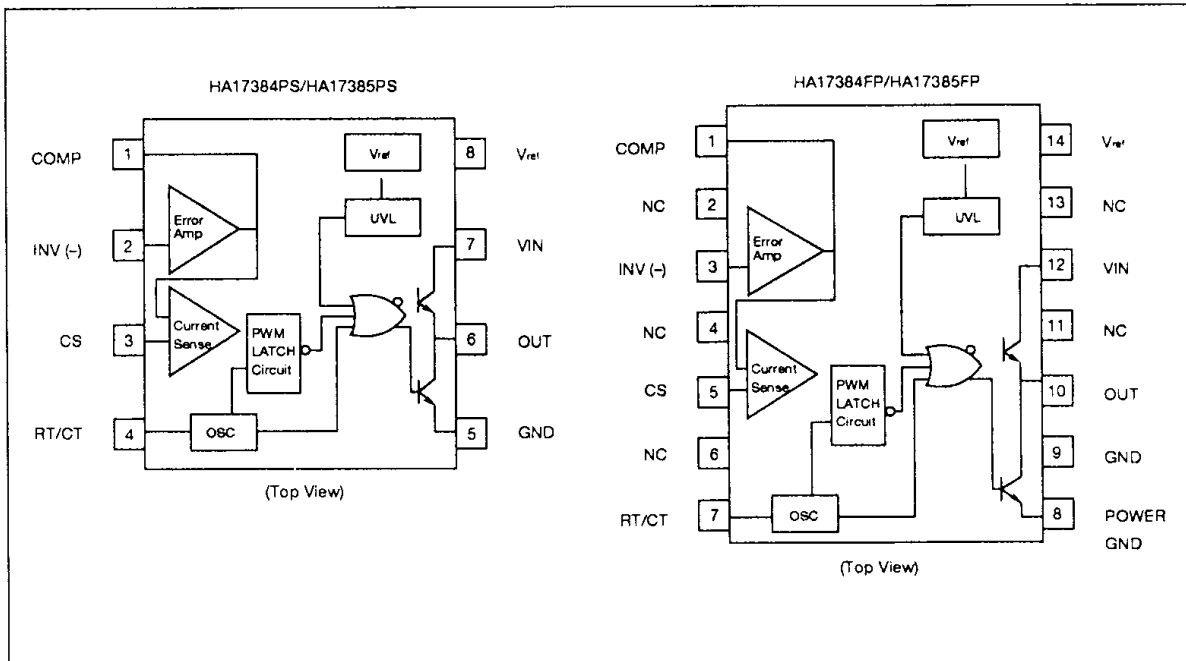 HA17384PS/HA17385PS
COMP
1
INV (–)
2
CS
3
RT/CT
4
Error
Amp
Current
Sense
PWM
LATCH
Circuit
OSC
Vref
UVL
8
Vref
7
VIN
6
OUT
5
GND
(Top View)
HA17384FP/HA17385FP
COMP
1
NC
2
INV (–)
3
NC
4
CS
5
NC
6
RT/CT
7
Error
Amp
Current
Sense
PWM
LATCH
Circuit
OSC
Vref
UVL
14
Vref
13
NC
12
VIN
11
NC
10
OUT
9
GND
8
POWER
GND
(Top View)